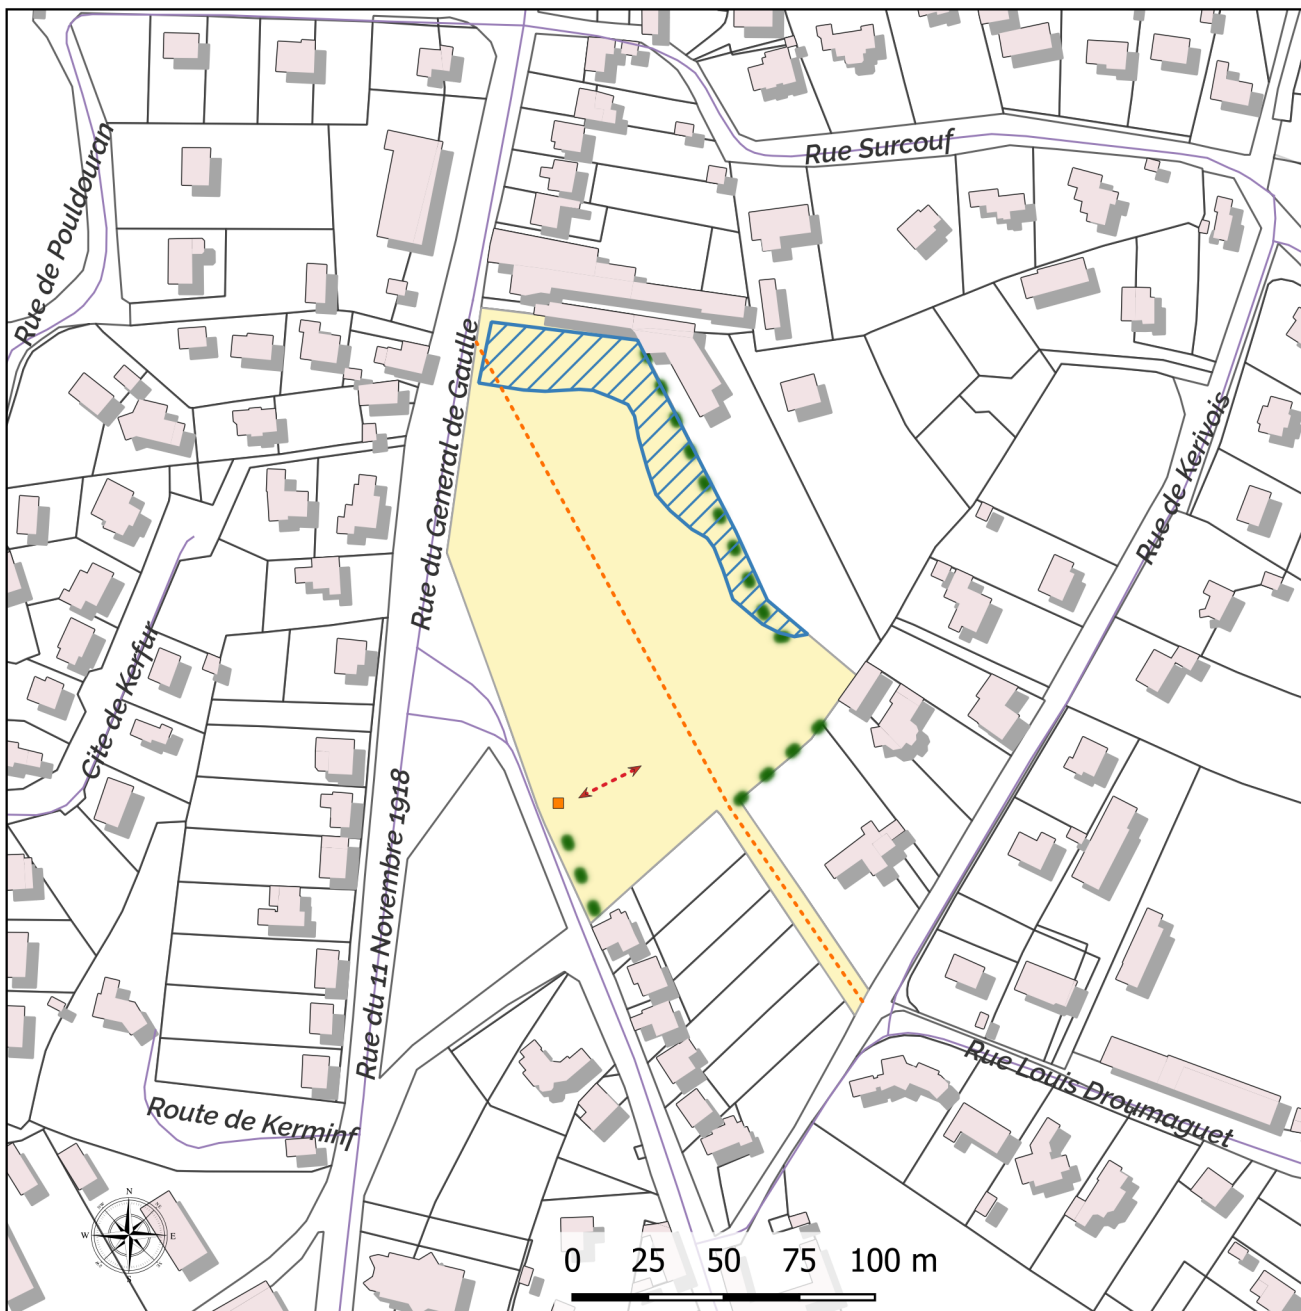 Rue Surcouf
Rue de Pouldouran
Rue du General de Gaulle
Rue de Kerivois
Cite de Kerfur
Rue du 11 Novembre 1918
Rue Louis Droumaguet
Route de Kerminf
N
W E
S
0 25 50 75 100 m